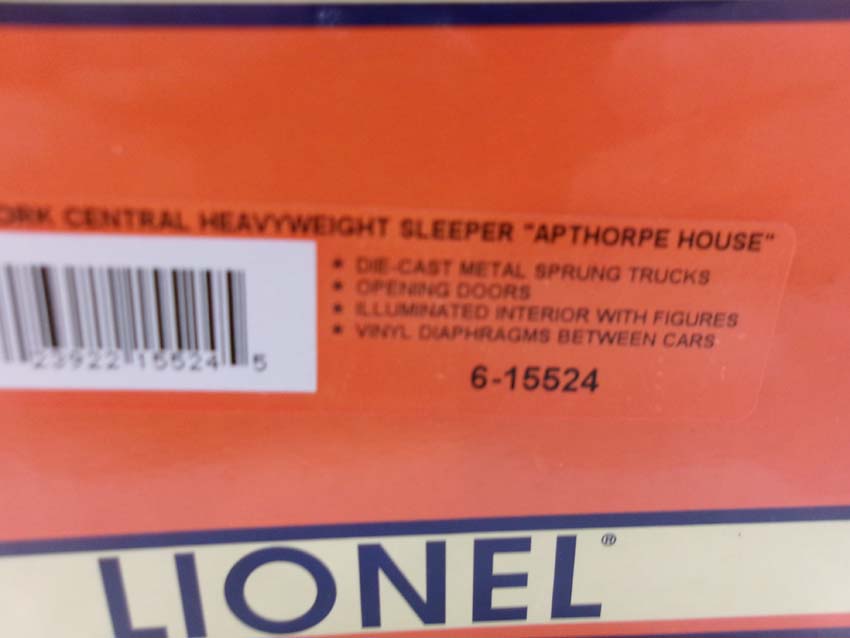 ORK CENTRAL HEAVYWEIGHT SLEEPER "APTHORPE HOUSE"
* DIE-CAST METAL SPRUNG TRUCKS
* OPENING DOORS
* ILLUMINATED INTERIOR WITH FIGURES
* VINYL DIAPHRAGMS BETWEEN CARS
23922 15524 5
6-15524
LIONEL®